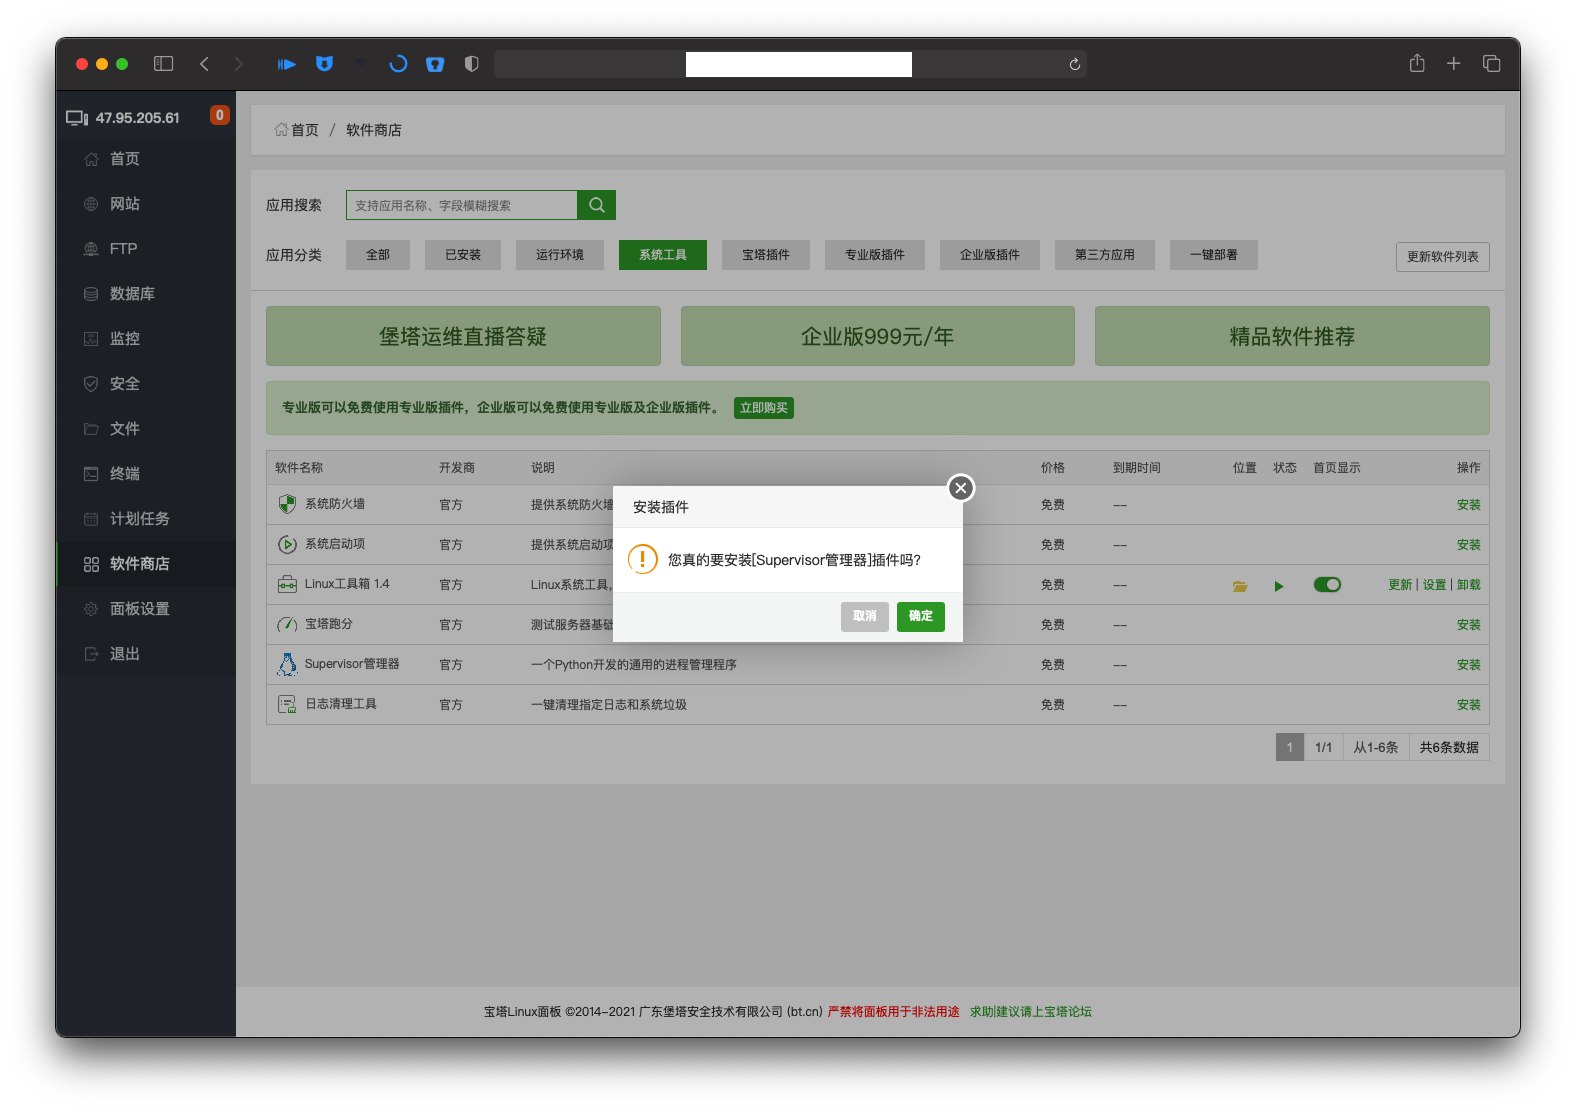 47.95.205.61
0
首页
网站
FTP
数据库
监控
安全
文件
终端
计划任务
软件商店
面板设置
退出
首页 / 软件商店
应用搜索 支持应用名称、字段模糊搜索
应用分类 全部 已安装 运行环境 系统工具 宝塔插件 专业版插件 企业版插件 第三方应用 一键部署 更新软件列表
堡塔运维直播答疑 企业版999元/年 精品软件推荐
专业版可以免费使用专业版插件，企业版可以免费使用专业版及企业版插件。 立即购买
软件名称 开发商 说明 价格 到期时间 位置 状态 首页显示 操作
系统防火墙 官方 提供系统防火墙 免费 -- 安装
系统启动项 官方 提供系统启动项 免费 -- 安装
Linux工具箱 1.4 官方 Linux系统工具, 免费 -- 更新 | 设置 | 卸载
宝塔跑分 官方 测试服务器基础 免费 -- 安装
Supervisor管理器 官方 一个Python开发的通用的进程管理程序 免费 -- 安装
日志清理工具 官方 一键清理指定日志和系统垃圾 免费 -- 安装
1 1/1 从1-6条 共6条数据
安装插件
您真的要安装[Supervisor管理器]插件吗?
取消 确定
宝塔Linux面板 ©2014-2021 广东堡塔安全技术有限公司 (bt.cn) 严禁将面板用于非法用途 求助|建议请上宝塔论坛